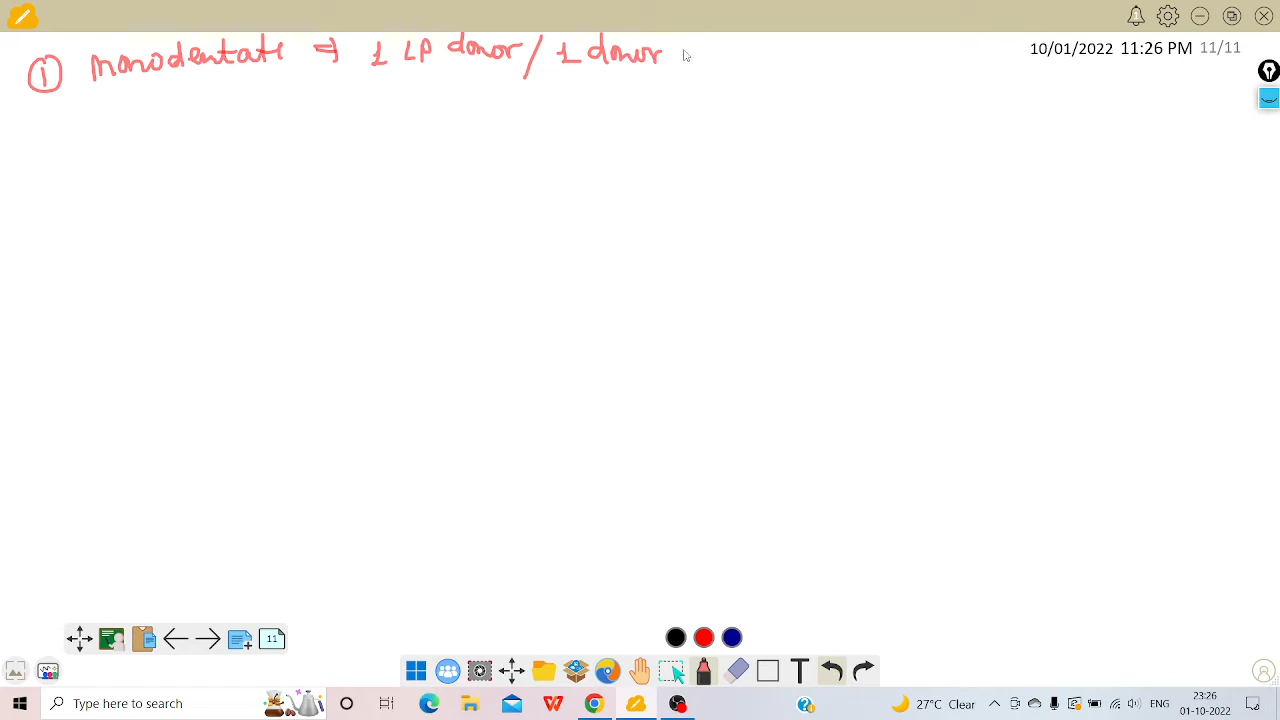 10/01/2022 11:26 PM 11/11
① monodentate ⇒ 1 LP donor / 1 donor
11
Type here to search
27°C Clear
ENG
23:26
01-10-2022